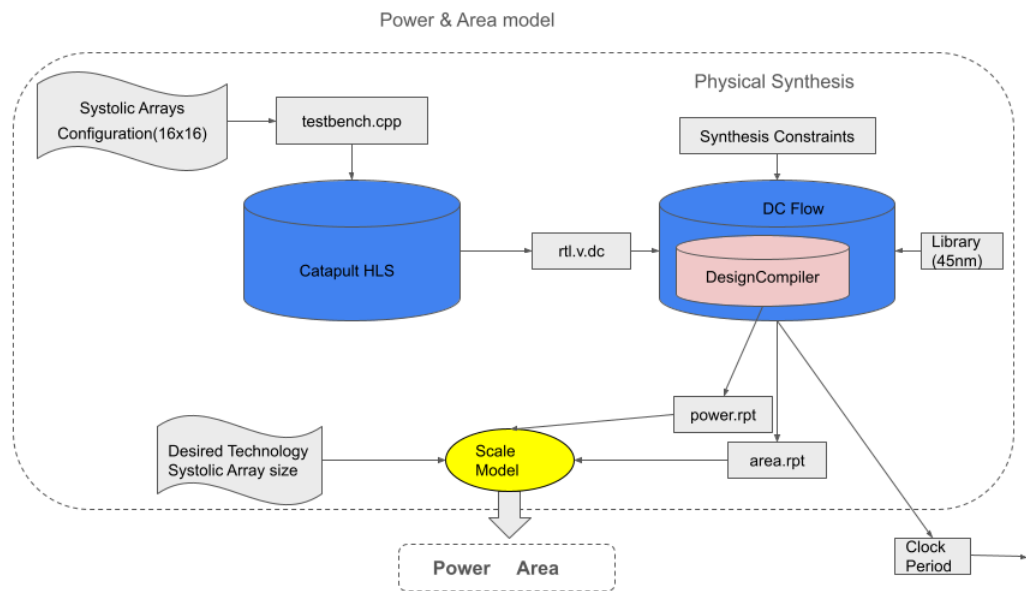 Power & Area model
Physical Synthesis
Systolic Arrays
Configuration(16x16)
testbench.cpp
Synthesis Constraints
DC Flow
Catapult HLS
rtl.v.dc
DesignCompiler
Library
(45nm)
power.rpt
Desired Technology
Systolic Array size
Scale
Model
area.rpt
Clock
Period
Power Area